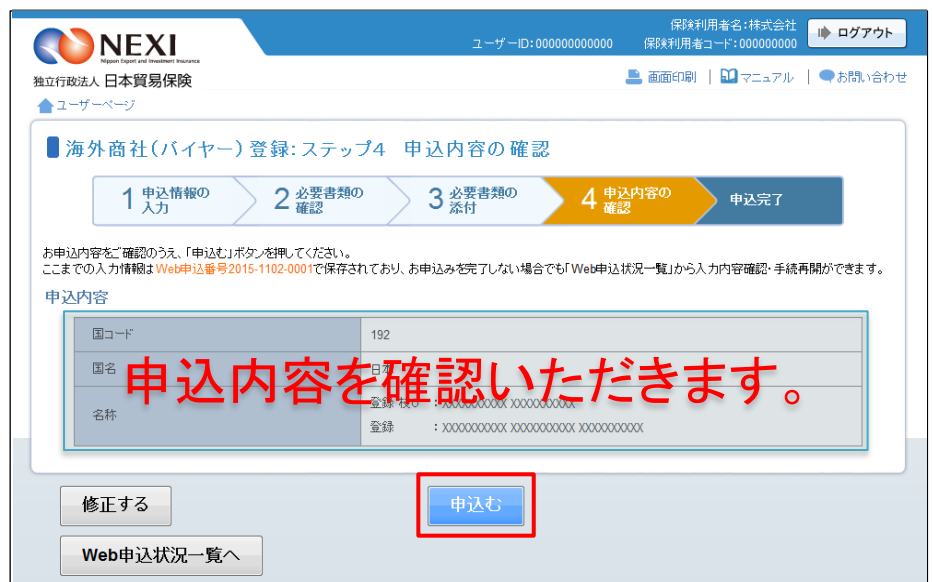 NEXI
Nippon Export and Investment Insurance
独立行政法人 日本貿易保険
ユーザーID:000000000000
保険利用者名:株式会社
保険利用者コード:000000000
ログアウト
画面印刷 | マニュアル | お問い合わせ
ユーザーページ
海外商社(バイヤー)登録:ステップ4 申込内容の確認
1 申込情報の入力
2 必要書類の確認
3 必要書類の添付
4 申込内容の確認
申込完了
お申込内容をご確認のうえ、「申込む」ボタンを押してください。
ここまでの入力情報はWeb申込番号2015-1102-0001で保存されており、お申込みを完了しない場合でも「Web申込状況一覧」から入力内容確認・手続再開ができます。
申込内容
国コード 192
国名 日本
申込内容を確認いただきます。
名称
登録 : XXXXXXXXXX XXXXXXXXXX
登録 : XXXXXXXXXX XXXXXXXXXX XXXXXXXXXX
修正する
申込む
Web申込状況一覧へ